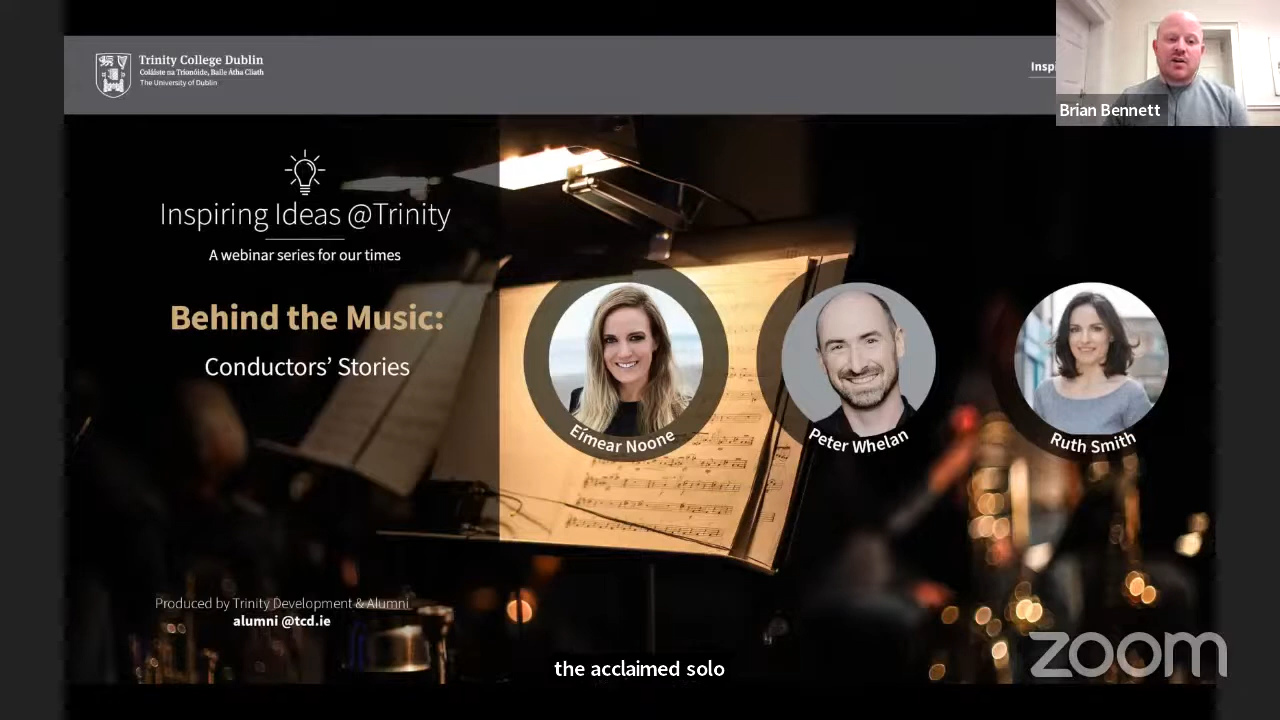 Trinity College Dublin
Coláiste na Tríonóide, Baile Átha Cliath
The University of Dublin
Brian Bennett
Inspiring Ideas @Trinity
A webinar series for our times
Behind the Music:
Conductors' Stories
Eímear Noone
Peter Whelan
Ruth Smith
Produced by Trinity Development & Alumni
alumni @tcd.ie
the acclaimed solo
zoom